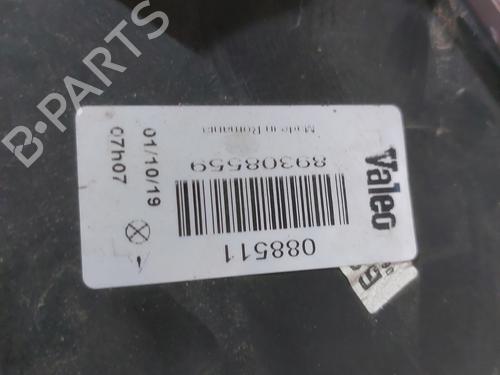 Valeo
088511
89308559
Made in Romania
01/10/19
07h07
B-PARTS